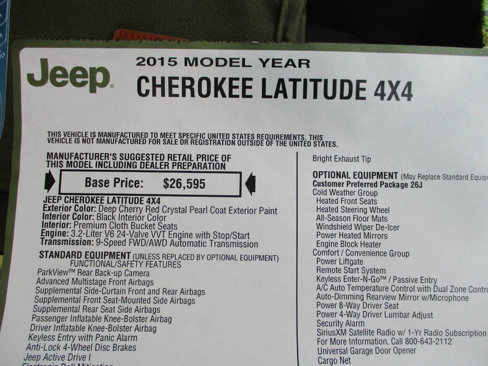 Jeep®
2015 MODEL YEAR
CHEROKEE LATITUDE 4X4
THIS VEHICLE IS MANUFACTURED TO MEET SPECIFIC UNITED STATES REQUIREMENTS. THIS
VEHICLE IS NOT MANUFACTURED FOR SALE OR REGISTRATION OUTSIDE OF THE UNITED STATES.
MANUFACTURER'S SUGGESTED RETAIL PRICE OF
THIS MODEL INCLUDING DEALER PREPARATION
Base Price: $26,595
JEEP CHEROKEE LATITUDE 4X4
Exterior Color: Deep Cherry Red Crystal Pearl Coat Exterior Paint
Interior Color: Black Interior Color
Interior: Premium Cloth Bucket Seats
Engine: 3.2-Liter V6 24-Valve VVT Engine with Stop/Start
Transmission: 9-Speed FWD/AWD Automatic Transmission
STANDARD EQUIPMENT (UNLESS REPLACED BY OPTIONAL EQUIPMENT)
FUNCTIONAL/SAFETY FEATURES
ParkView™ Rear Back-up Camera
Advanced Multistage Front Airbags
Supplemental Side-Curtain Front and Rear Airbags
Supplemental Front Seat-Mounted Side Airbags
Supplemental Rear Seat Side Airbags
Passenger Inflatable Knee-Bolster Airbag
Driver Inflatable Knee-Bolster Airbag
Keyless Entry with Panic Alarm
Anti-Lock 4-Wheel Disc Brakes
Jeep Active Drive I
Electronic Roll Mitigation
Bright Exhaust Tip
OPTIONAL EQUIPMENT (May Replace Standard Equip
Customer Preferred Package 26J
Cold Weather Group
Heated Front Seats
Heated Steering Wheel
All-Season Floor Mats
Windshield Wiper De-Icer
Power Heated Mirrors
Engine Block Heater
Comfort / Convenience Group
Power Liftgate
Remote Start System
Keyless Enter-N-Go™ / Passive Entry
A/C Auto Temperature Control with Dual Zone Contro
Auto-Dimming Rearview Mirror w/Microphone
Power 8-Way Driver Seat
Power 4-Way Driver Lumbar Adjust
Security Alarm
SiriusXM Satellite Radio w/ 1-Yr Radio Subscription
For More Information, Call 800-643-2112
Universal Garage Door Opener
Cargo Net